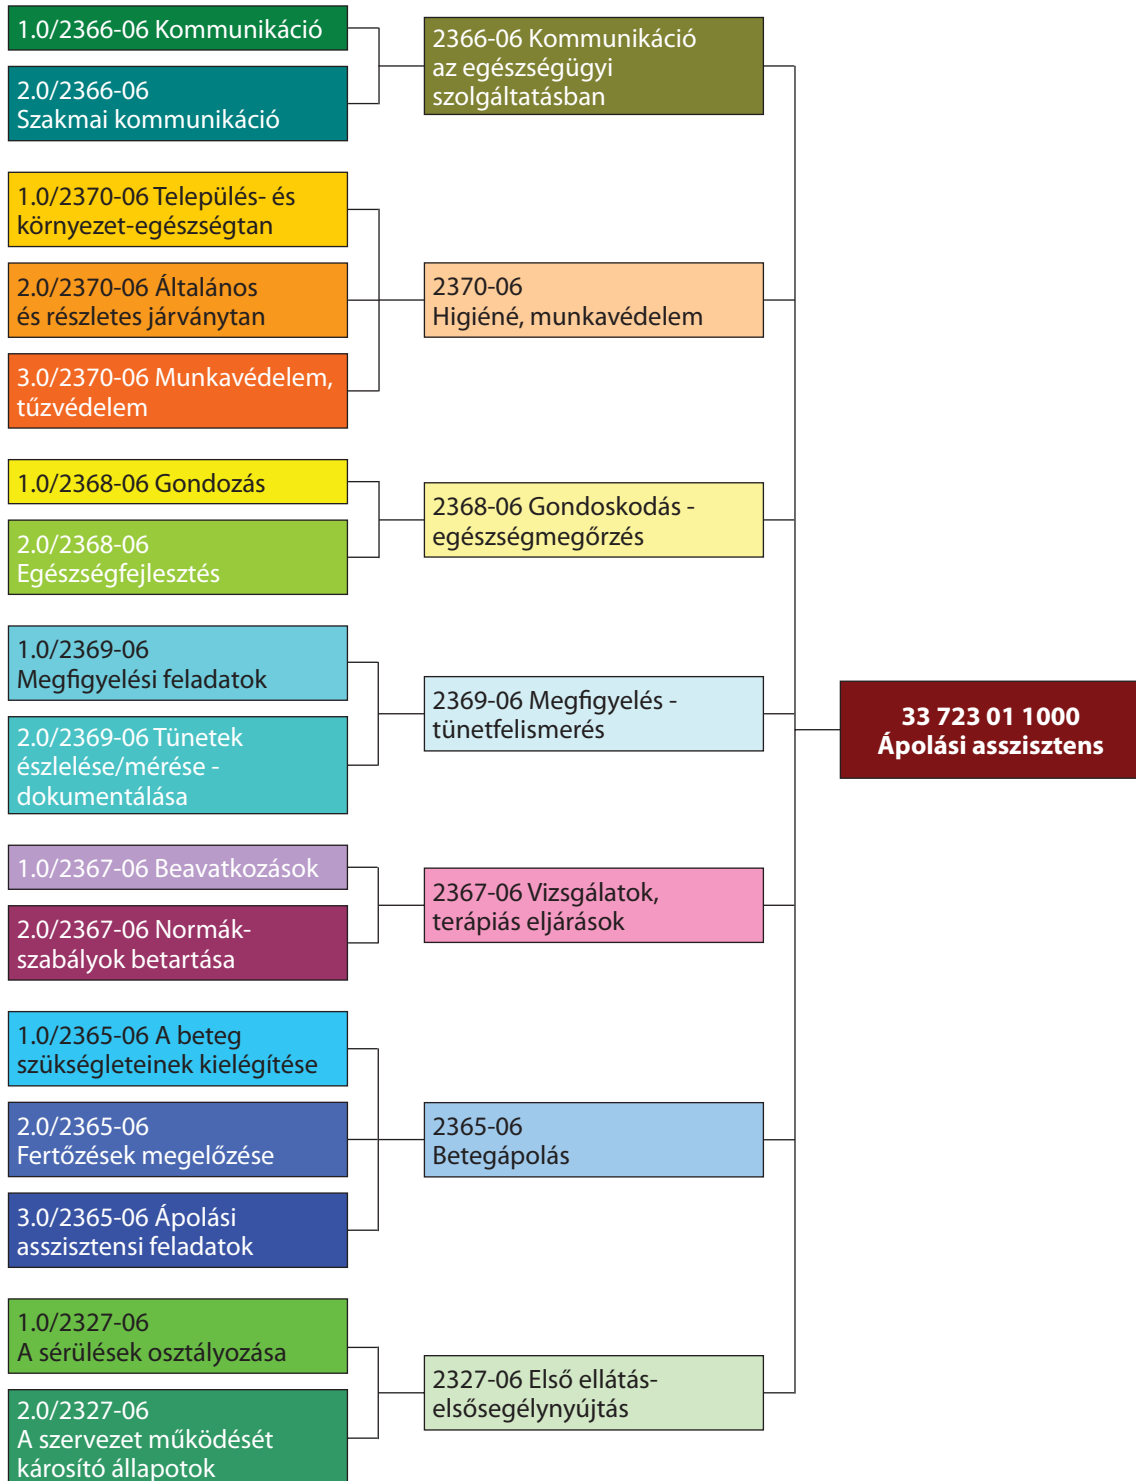 1.0/2366-06 Kommunikáció
2.0/2366-06
Szakmai kommunikáció
2366-06 Kommunikáció
az egészségügyi
szolgáltatásban
1.0/2370-06 Település- és
környezet-egészségtan
2.0/2370-06 Általános
és részletes járványtan
3.0/2370-06 Munkavédelem,
tűzvédelem
2370-06
Higiéné, munkavédelem
1.0/2368-06 Gondozás
2.0/2368-06
Egészségfejlesztés
2368-06 Gondoskodás -
egészségmegőrzés
1.0/2369-06
Megfigyelési feladatok
2.0/2369-06 Tünetek
észlelése/mérése -
dokumentálása
2369-06 Megfigyelés -
tünetfelismerés
1.0/2367-06 Beavatkozások
2.0/2367-06 Normák-
szabályok betartása
2367-06 Vizsgálatok,
terápiás eljárások
1.0/2365-06 A beteg
szükségleteinek kielégítése
2.0/2365-06
Fertőzések megelőzése
3.0/2365-06 Ápolási
asszisztensi feladatok
2365-06
Betegápolás
1.0/2327-06
A sérülések osztályozása
2.0/2327-06
A szervezet működését
károsító állapotok
2327-06 Első ellátás-
elsősegélynyújtás
33 723 01 1000
Ápolási asszisztens